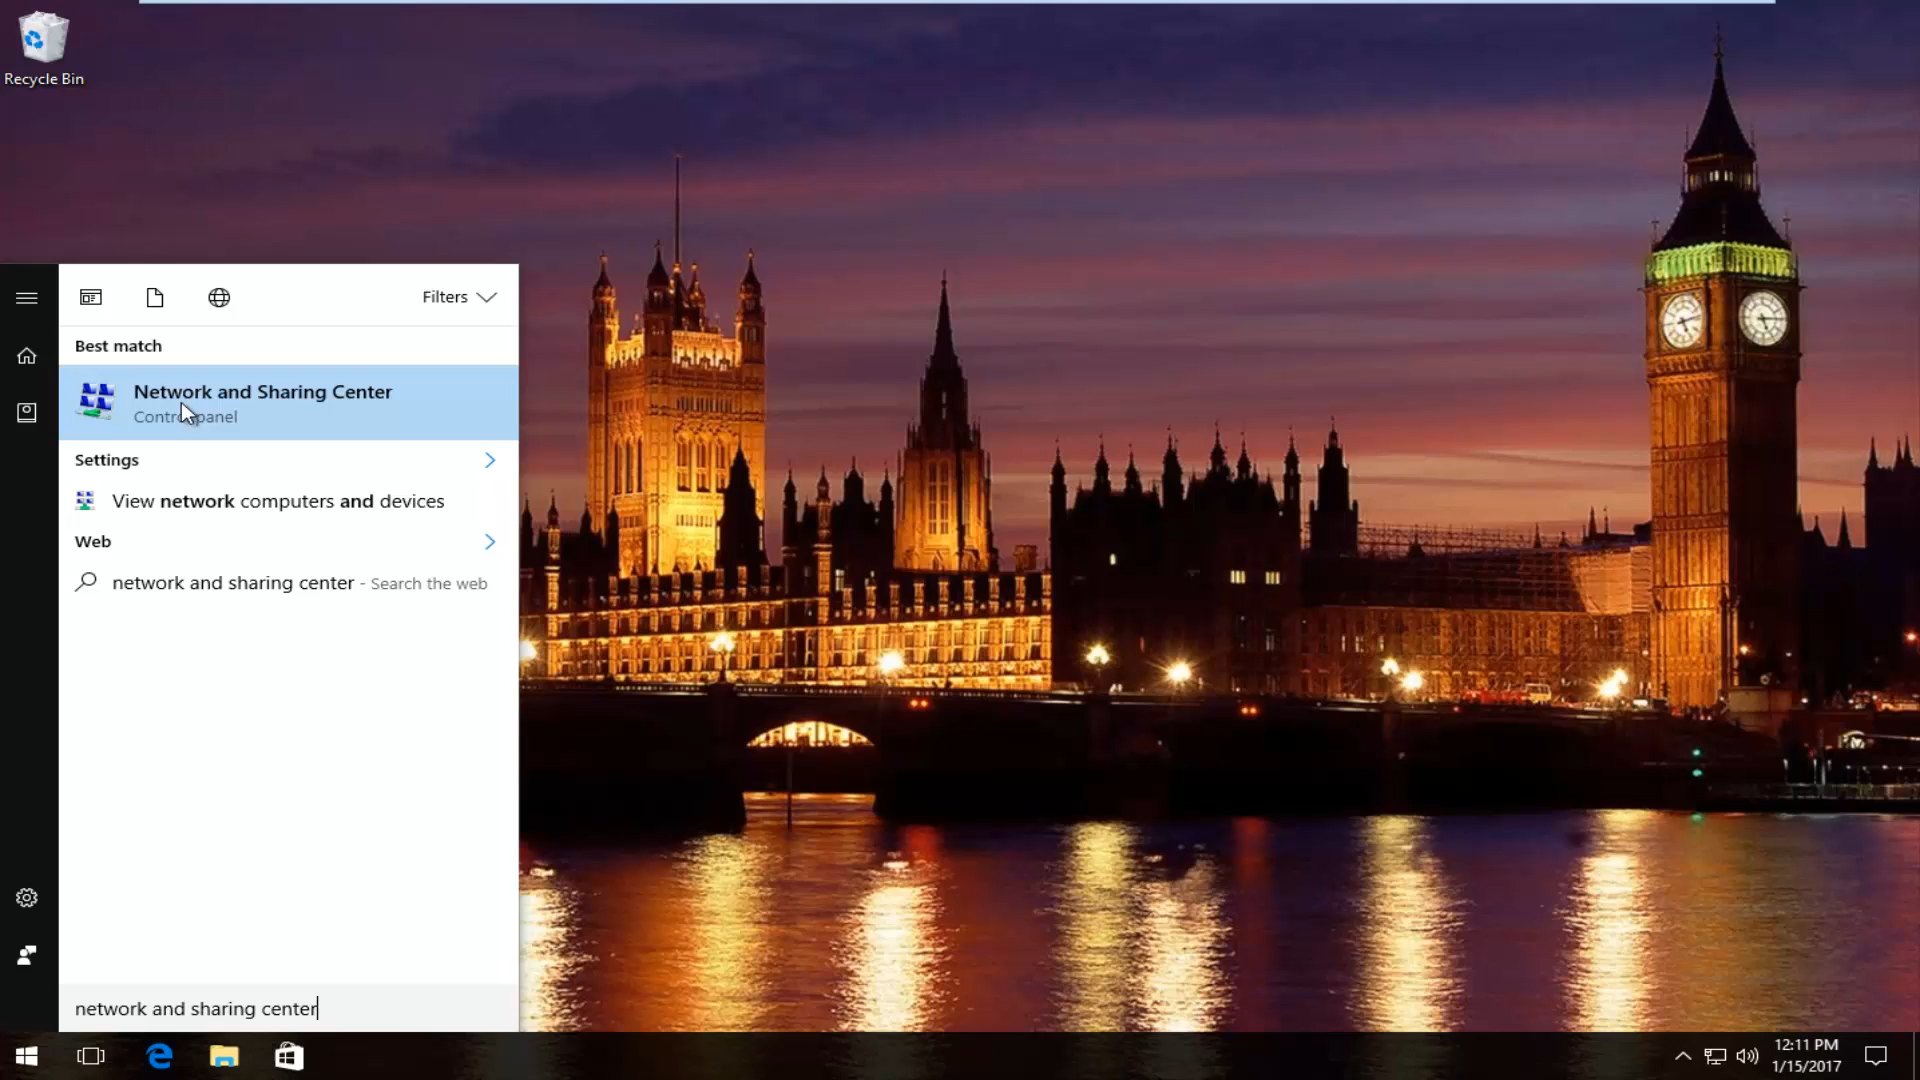 Recycle Bin
Filters
Best match
Network and Sharing Center
Control panel
Settings
View network computers and devices
Web
network and sharing center - Search the web
network and sharing center
12:11 PM
1/15/2017